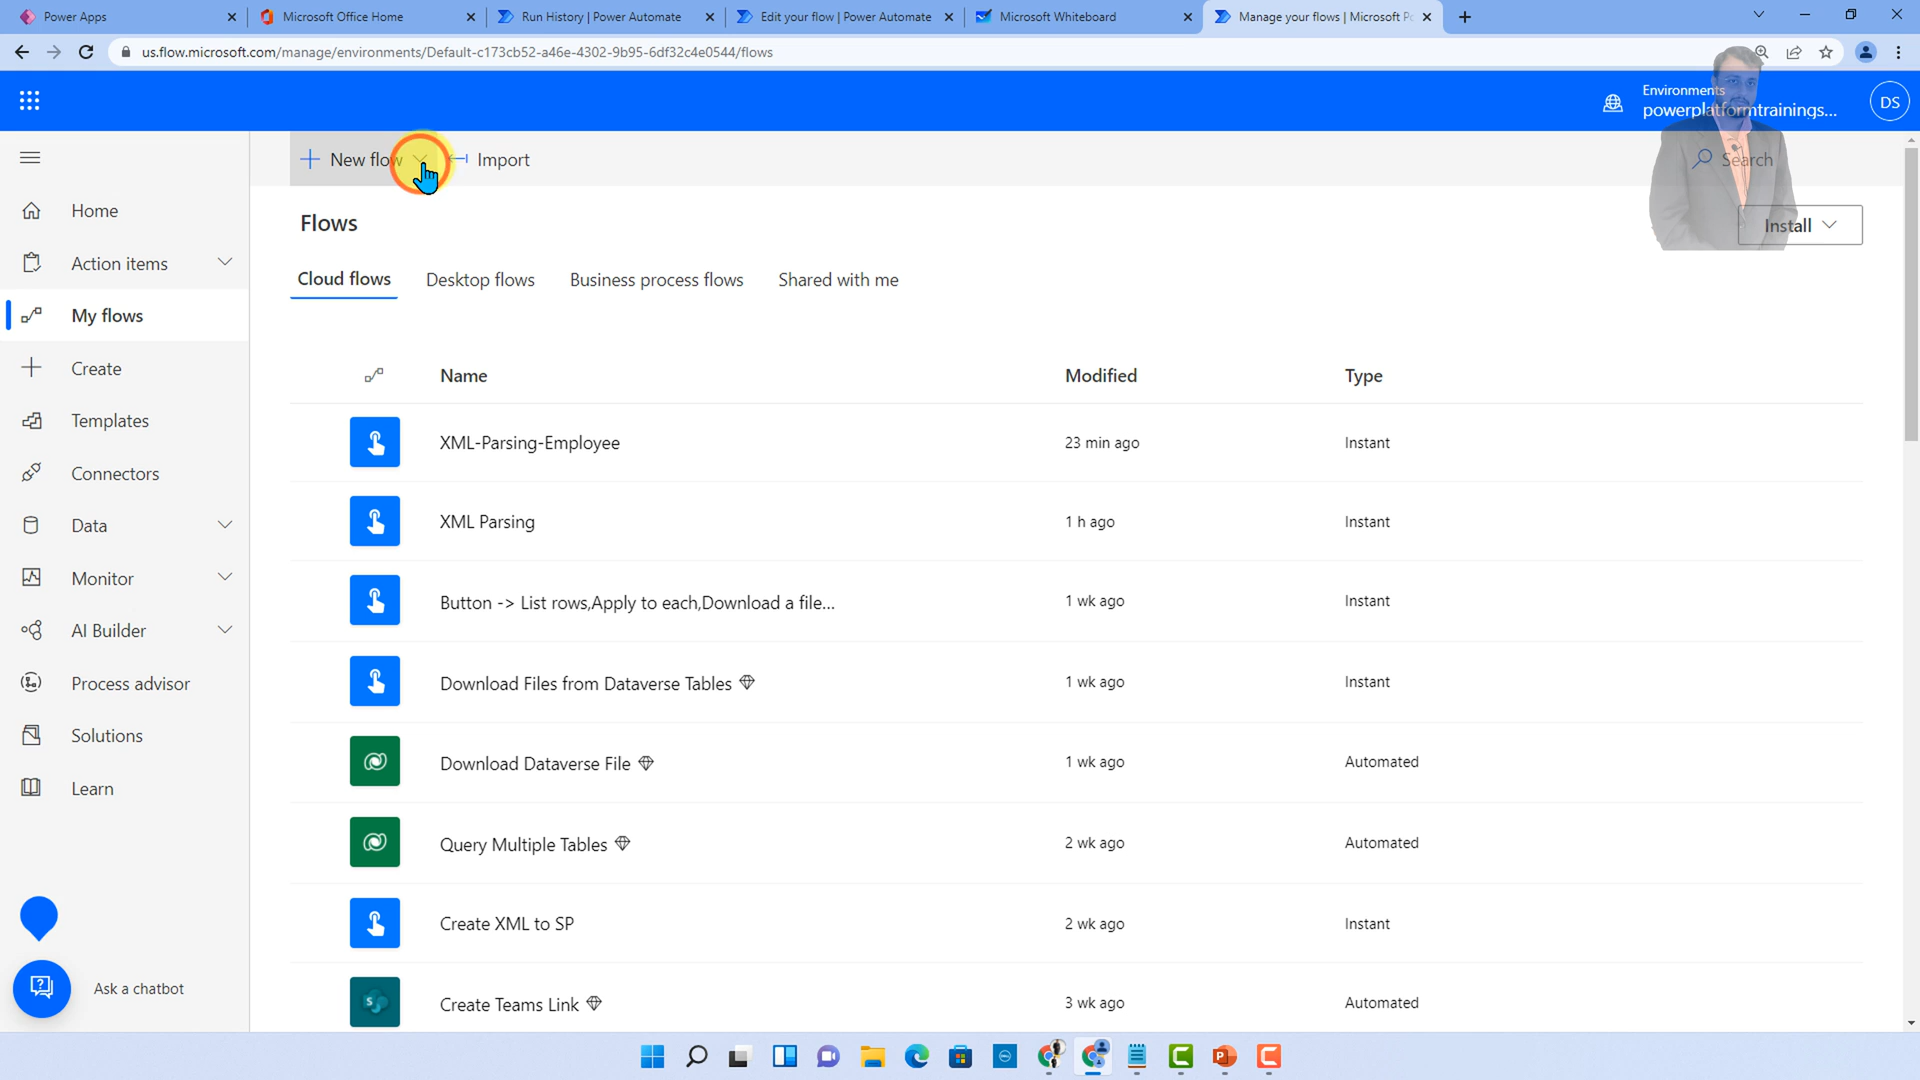 Power Apps
Microsoft Office Home
Run History | Power Automate
Edit your flow | Power Automate
Microsoft Whiteboard
Manage your flows | Microsoft Po
us.flow.microsoft.com/manage/environments/Default-c173cb52-a46e-4302-9b95-6df32c4e0544/flows
Environments
powerplatformtrainings...
DS
New flow
Import
Search
Flows
Install
Cloud flows
Desktop flows
Business process flows
Shared with me
Home
Action items
My flows
Create
Templates
Connectors
Data
Monitor
AI Builder
Process advisor
Solutions
Learn
Ask a chatbot
Name Modified Type
XML-Parsing-Employee 23 min ago Instant
XML Parsing 1 h ago Instant
Button -> List rows,Apply to each,Download a file... 1 wk ago Instant
Download Files from Dataverse Tables 1 wk ago Instant
Download Dataverse File 1 wk ago Automated
Query Multiple Tables 2 wk ago Automated
Create XML to SP 2 wk ago Instant
Create Teams Link 3 wk ago Automated